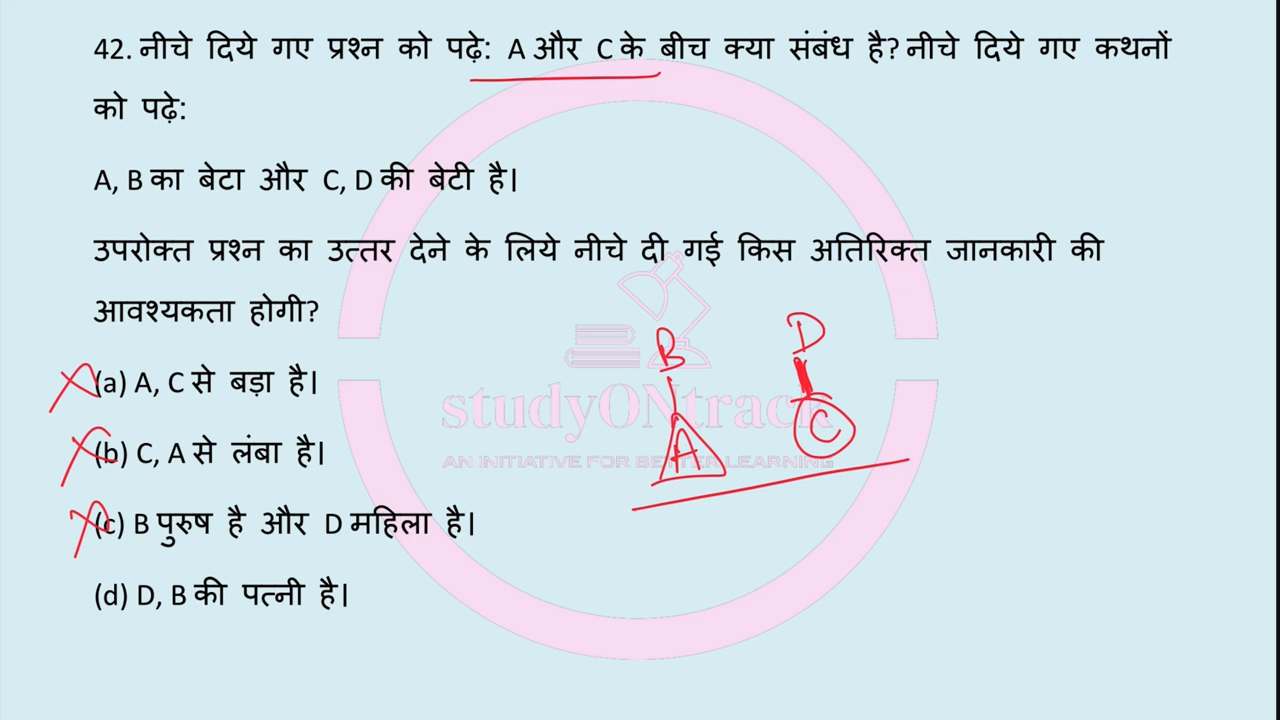 42. नीचे दिये गए प्रश्न को पढ़े: A और C के बीच क्या संबंध है? नीचे दिये गए कथनों
को पढ़े:
A, B का बेटा और C, D की बेटी है।
उपरोक्त प्रश्न का उत्तर देने के लिये नीचे दी गई किस अतिरिक्त जानकारी की
आवश्यकता होगी?
(a) A, C से बड़ा है।
(b) C, A से लंबा है।
(c) B पुरुष है और D महिला है।
(d) D, B की पत्नी है।
B D
A C
studyONtrack
AN INITIATIVE FOR BETTER LEARNING